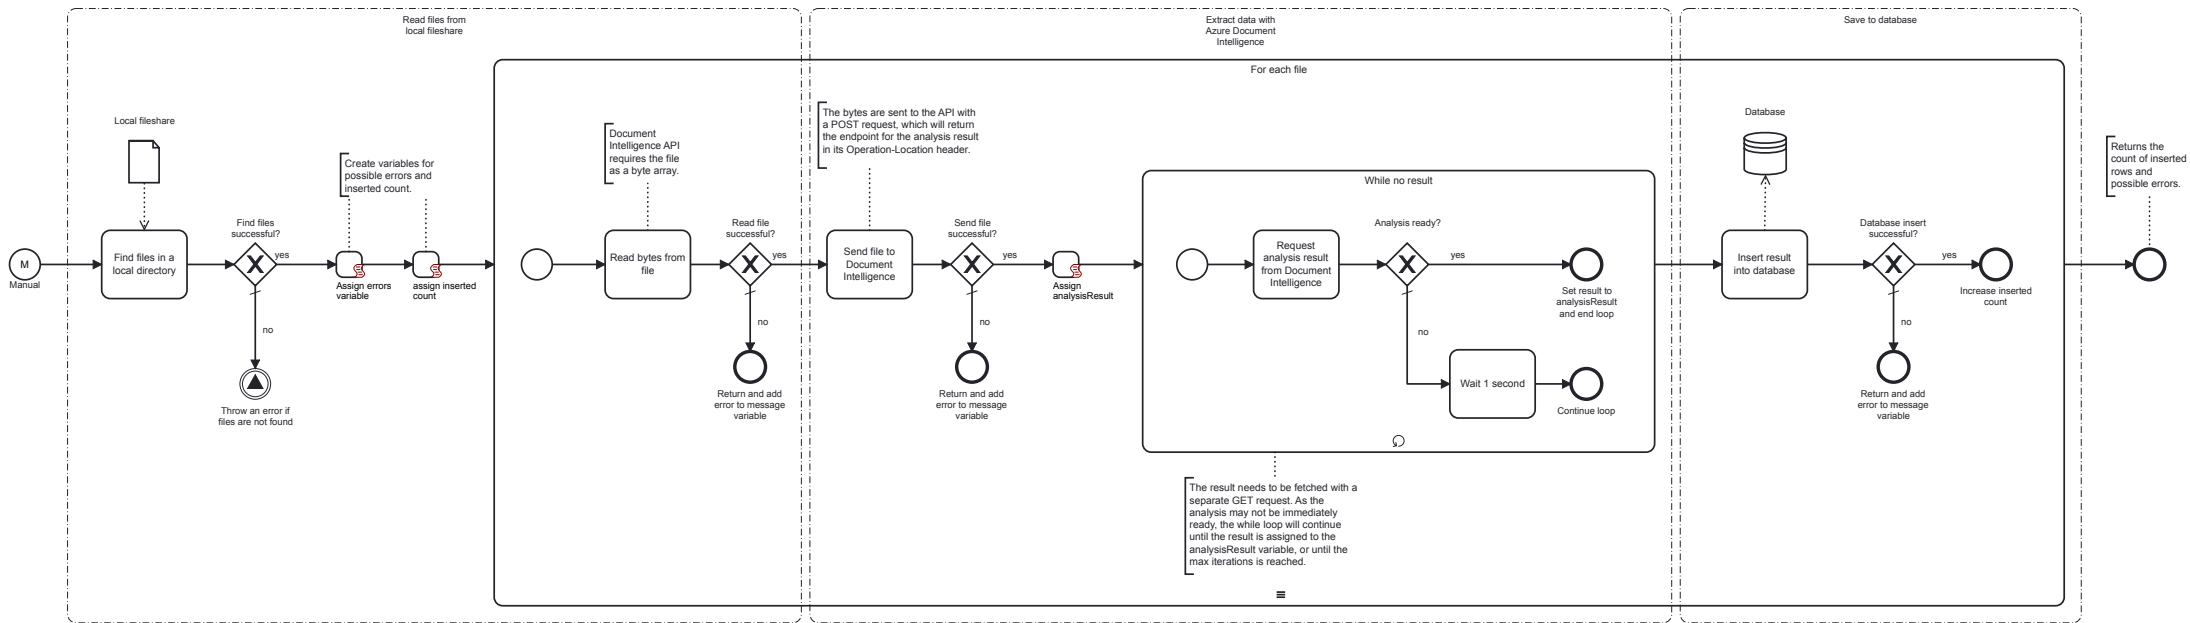 Read files from
local fileshare
Extract data with
Azure Document
Intelligence
Save to database
For each file
Local fileshare
Create variables for
possible errors and
inserted count.
Document
Intelligence API
requires the file
as a byte array.
The bytes are sent to the API with
a POST request, which will return
the endpoint for the analysis result
in its Operation-Location header.
While no result
Database
Returns the
count of inserted
rows and
possible errors.
M
Manual
Find files in a
local directory
Find files
successful?
yes
no
Throw an error if
files are not found
Assign errors
variable
assign inserted
count
Read bytes from
file
Read file
successful?
yes
no
Return and add
error to message
variable
Send file to
Document
Intelligence
Send file
successful?
yes
no
Return and add
error to message
variable
Assign
analysisResult
Request
analysis result
from Document
Intelligence
Analysis ready?
yes
Set result to
analysisResult
and end loop
no
Wait 1 second
Continue loop
The result needs to be fetched with a
separate GET request. As the
analysis may not be immediately
ready, the while loop will continue
until the result is assigned to the
analysisResult variable, or until the
max iterations is reached.
Insert result
into database
Database insert
successful?
yes
Increase inserted
count
no
Return and add
error to message
variable